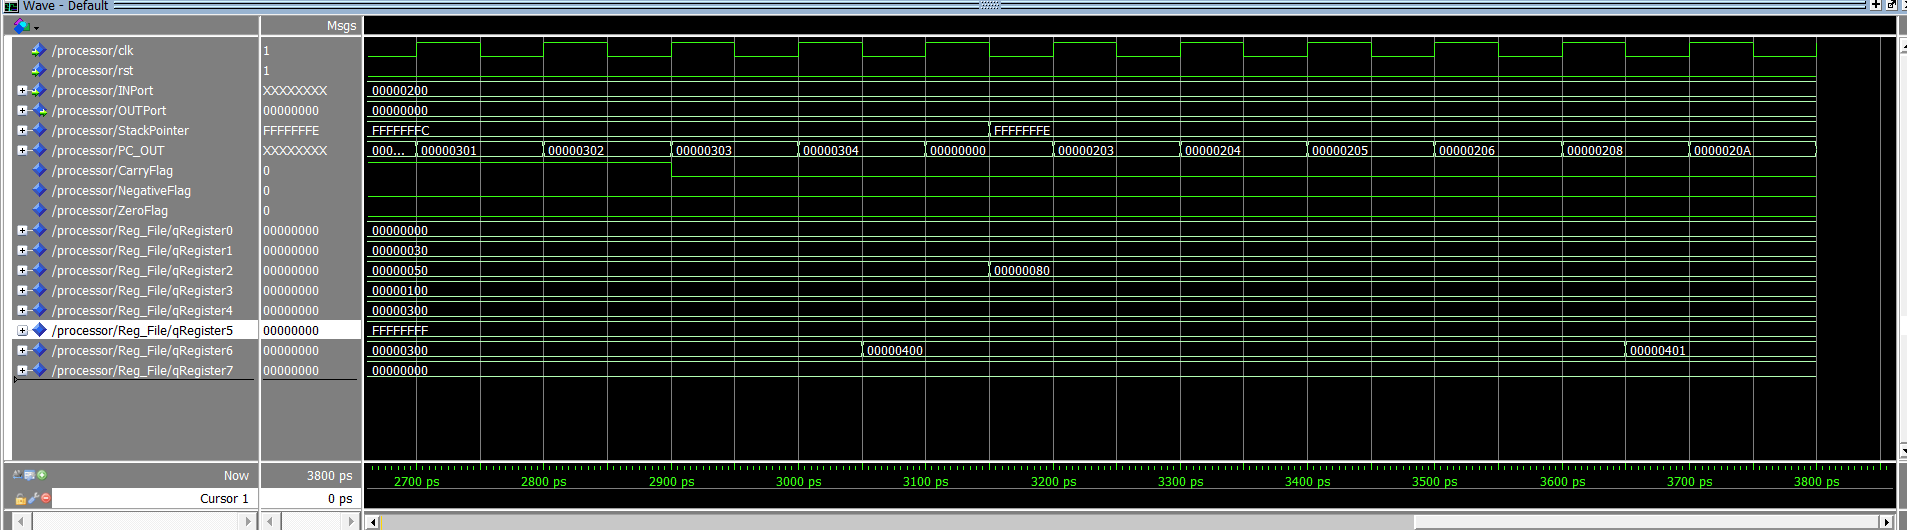 Wave - Default
Msgs
/processor/clk 1
/processor/rst 1
/processor/INPort XXXXXXXX 00000200
/processor/OUTPort 00000000 00000000
/processor/StackPointer FFFFFFFE FFFFFFFC FFFFFFFE
/processor/PC_OUT XXXXXXXX 000... 00000301 00000302 00000303 00000304 00000000 00000203 00000204 00000205 00000206 00000208 0000020A
/processor/CarryFlag 0
/processor/NegativeFlag 0
/processor/ZeroFlag 0
/processor/Reg_File/qRegister0 00000000 00000000
/processor/Reg_File/qRegister1 00000000 00000030
/processor/Reg_File/qRegister2 00000000 00000050 00000080
/processor/Reg_File/qRegister3 00000000 00000100
/processor/Reg_File/qRegister4 00000000 00000300
/processor/Reg_File/qRegister5 00000000 FFFFFFFF
/processor/Reg_File/qRegister6 00000000 00000300 00000400 00000401
/processor/Reg_File/qRegister7 00000000 00000000
Now 3800 ps 2700 ps 2800 ps 2900 ps 3000 ps 3100 ps 3200 ps 3300 ps 3400 ps 3500 ps 3600 ps 3700 ps 3800 ps
Cursor 1 0 ps